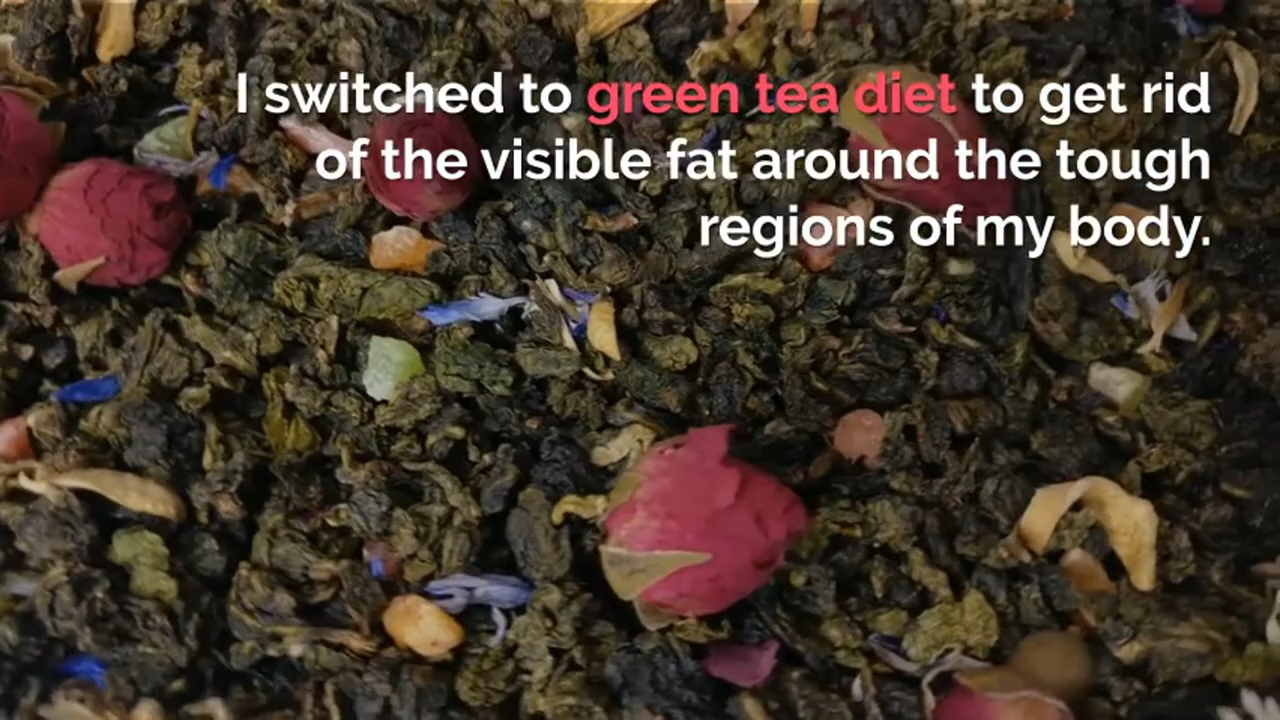 I switched to green tea diet to get rid
of the visible fat around the tough
regions of my body.